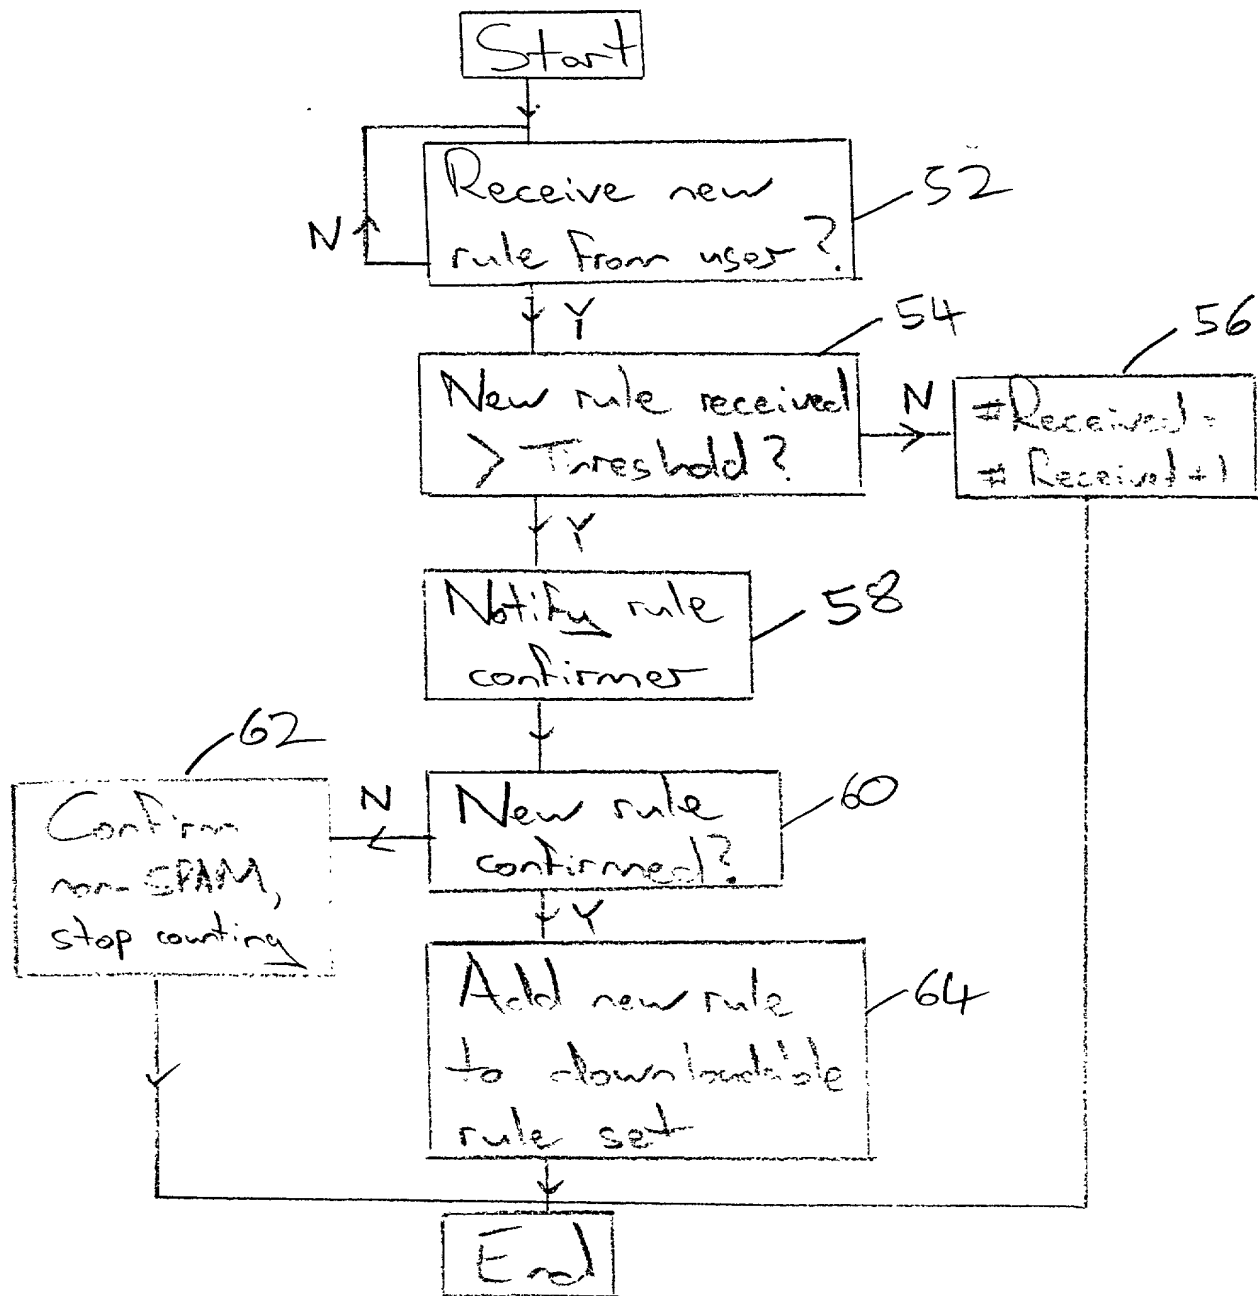 Start
Receive new
rule from user?
52
N
Y
54
New rule received
> Threshold?
N
56
#Received =
#Received + 1
Y
Notify rule
confirmer
58
62
Confirm
non-SPAM,
stop counting
N
New rule
confirmed?
60
Y
Add new rule
to downloadable
rule set
64
End